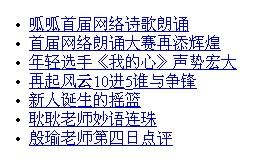 呱呱首届网络诗歌朗诵
首届网络朗诵大赛再添辉煌
年轻选手《我的心》声势宏大
再起风云10进5谁与争锋
新人诞生的摇篮
耿耿老师妙语连珠
殷瑜老师第四日点评